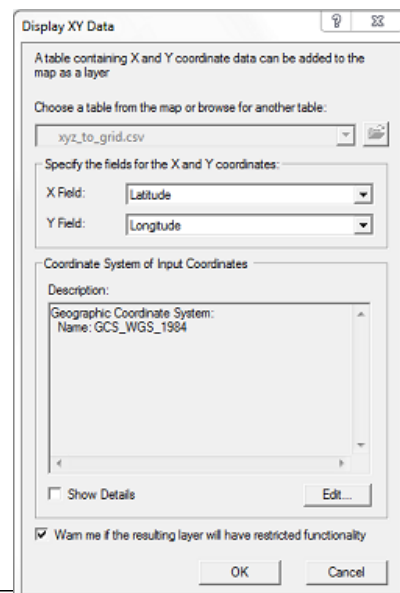 Display XY Data
A table containing X and Y coordinate data can be added to the
map as a layer
Choose a table from the map or browse for another table:
xyz_to_grid.csv
Specify the fields for the X and Y coordinates:
X Field: Latitude
Y Field: Longitude
Coordinate System of Input Coordinates
Description:
Geographic Coordinate System:
Name: GCS_WGS_1984
Show Details Edit...
Warn me if the resulting layer will have restricted functionality
OK Cancel